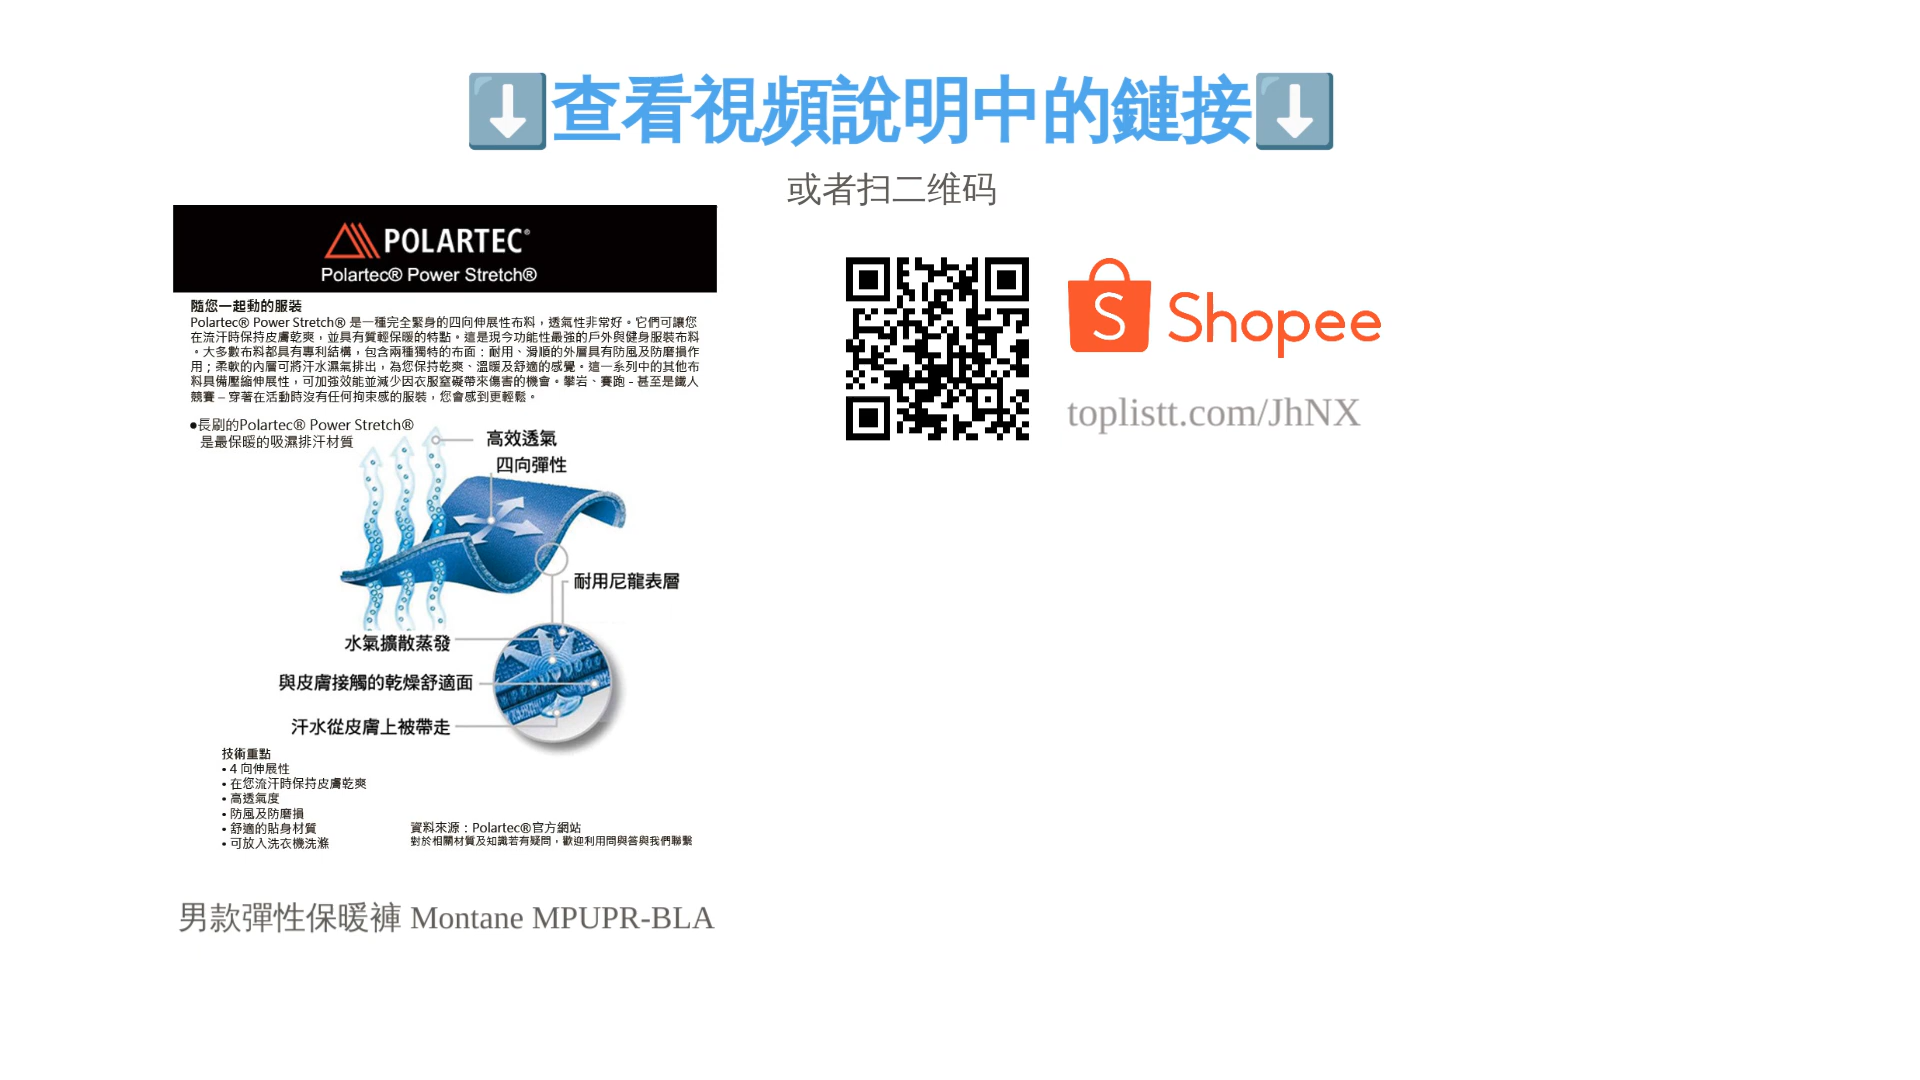 ⬇️查看視頻說明中的鏈接⬇️
或者扫二维码
POLARTEC®
Polartec® Power Stretch®
隨您一起動的服裝
Polartec® Power Stretch® 是一種完全緊身的四向伸展性布料，透氣性非常好。它們可讓您
在流汗時保持皮膚乾爽，並具有質輕保暖的特點。這是現今功能性最強的戶外與健身服裝布料
。大多數布料都具有專利結構，包含兩種獨特的布面：耐用、滑順的外層具有防風及防磨損作
用；柔軟的內層可將汗水濕氣排出，為您保持乾爽、溫暖及舒適的感覺。這一系列中的其他布
料具備壓縮伸展性，可加強效能並減少因衣服窒礙帶來傷害的機會。攀岩、賽跑 - 甚至是鐵人
競賽 – 穿著在活動時沒有任何拘束感的服裝，您會感到更輕鬆。
●長刷的Polartec® Power Stretch®
是最保暖的吸濕排汗材質
高效透氣
四向彈性
耐用尼龍表層
水氣擴散蒸發
與皮膚接觸的乾燥舒適面
汗水從皮膚上被帶走
技術重點
• 4 向伸展性
• 在您流汗時保持皮膚乾爽
• 高透氣度
• 防風及防磨損
• 舒適的貼身材質
• 可放入洗衣機洗滌
資料來源：Polartec®官方網站
對於相關材質及知識若有疑問，歡迎利用問與答與我們聯繫
Shopee
toplistt.com/JhNX
男款彈性保暖褲 Montane MPUPR-BLA